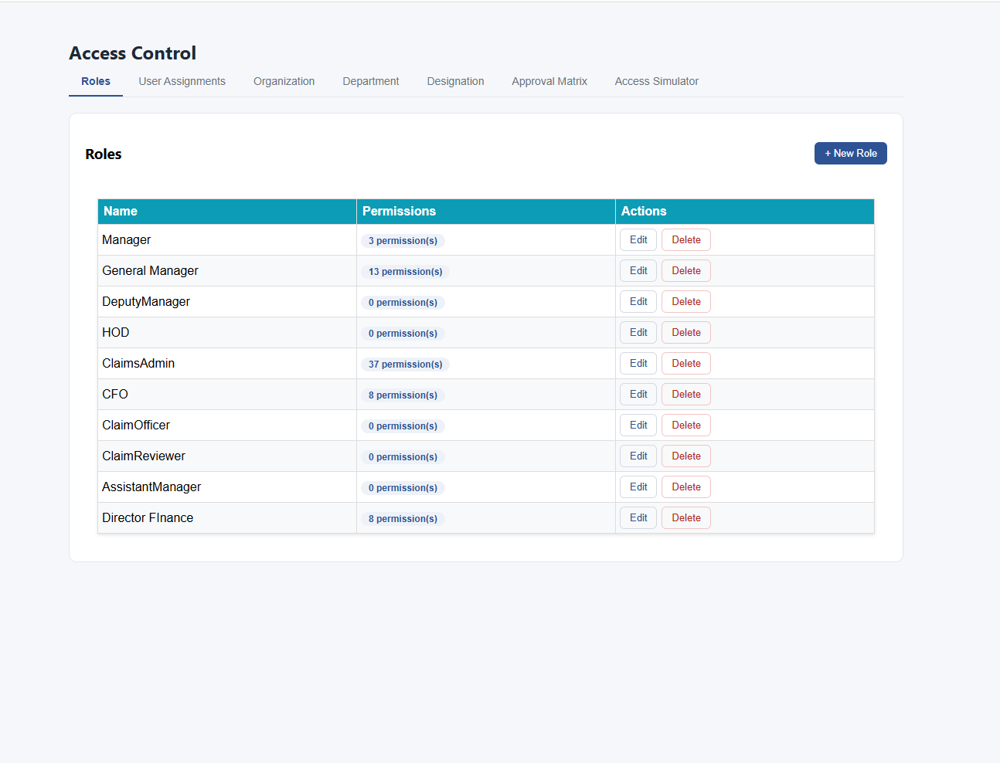 Access Control
Roles User Assignments Organization Department Designation Approval Matrix Access Simulator
Roles + New Role
Name Permissions Actions
Manager 3 permission(s) Edit Delete
General Manager 13 permission(s) Edit Delete
DeputyManager 0 permission(s) Edit Delete
HOD 0 permission(s) Edit Delete
ClaimsAdmin 37 permission(s) Edit Delete
CFO 8 permission(s) Edit Delete
ClaimOfficer 0 permission(s) Edit Delete
ClaimReviewer 0 permission(s) Edit Delete
AssistantManager 0 permission(s) Edit Delete
Director FInance 8 permission(s) Edit Delete